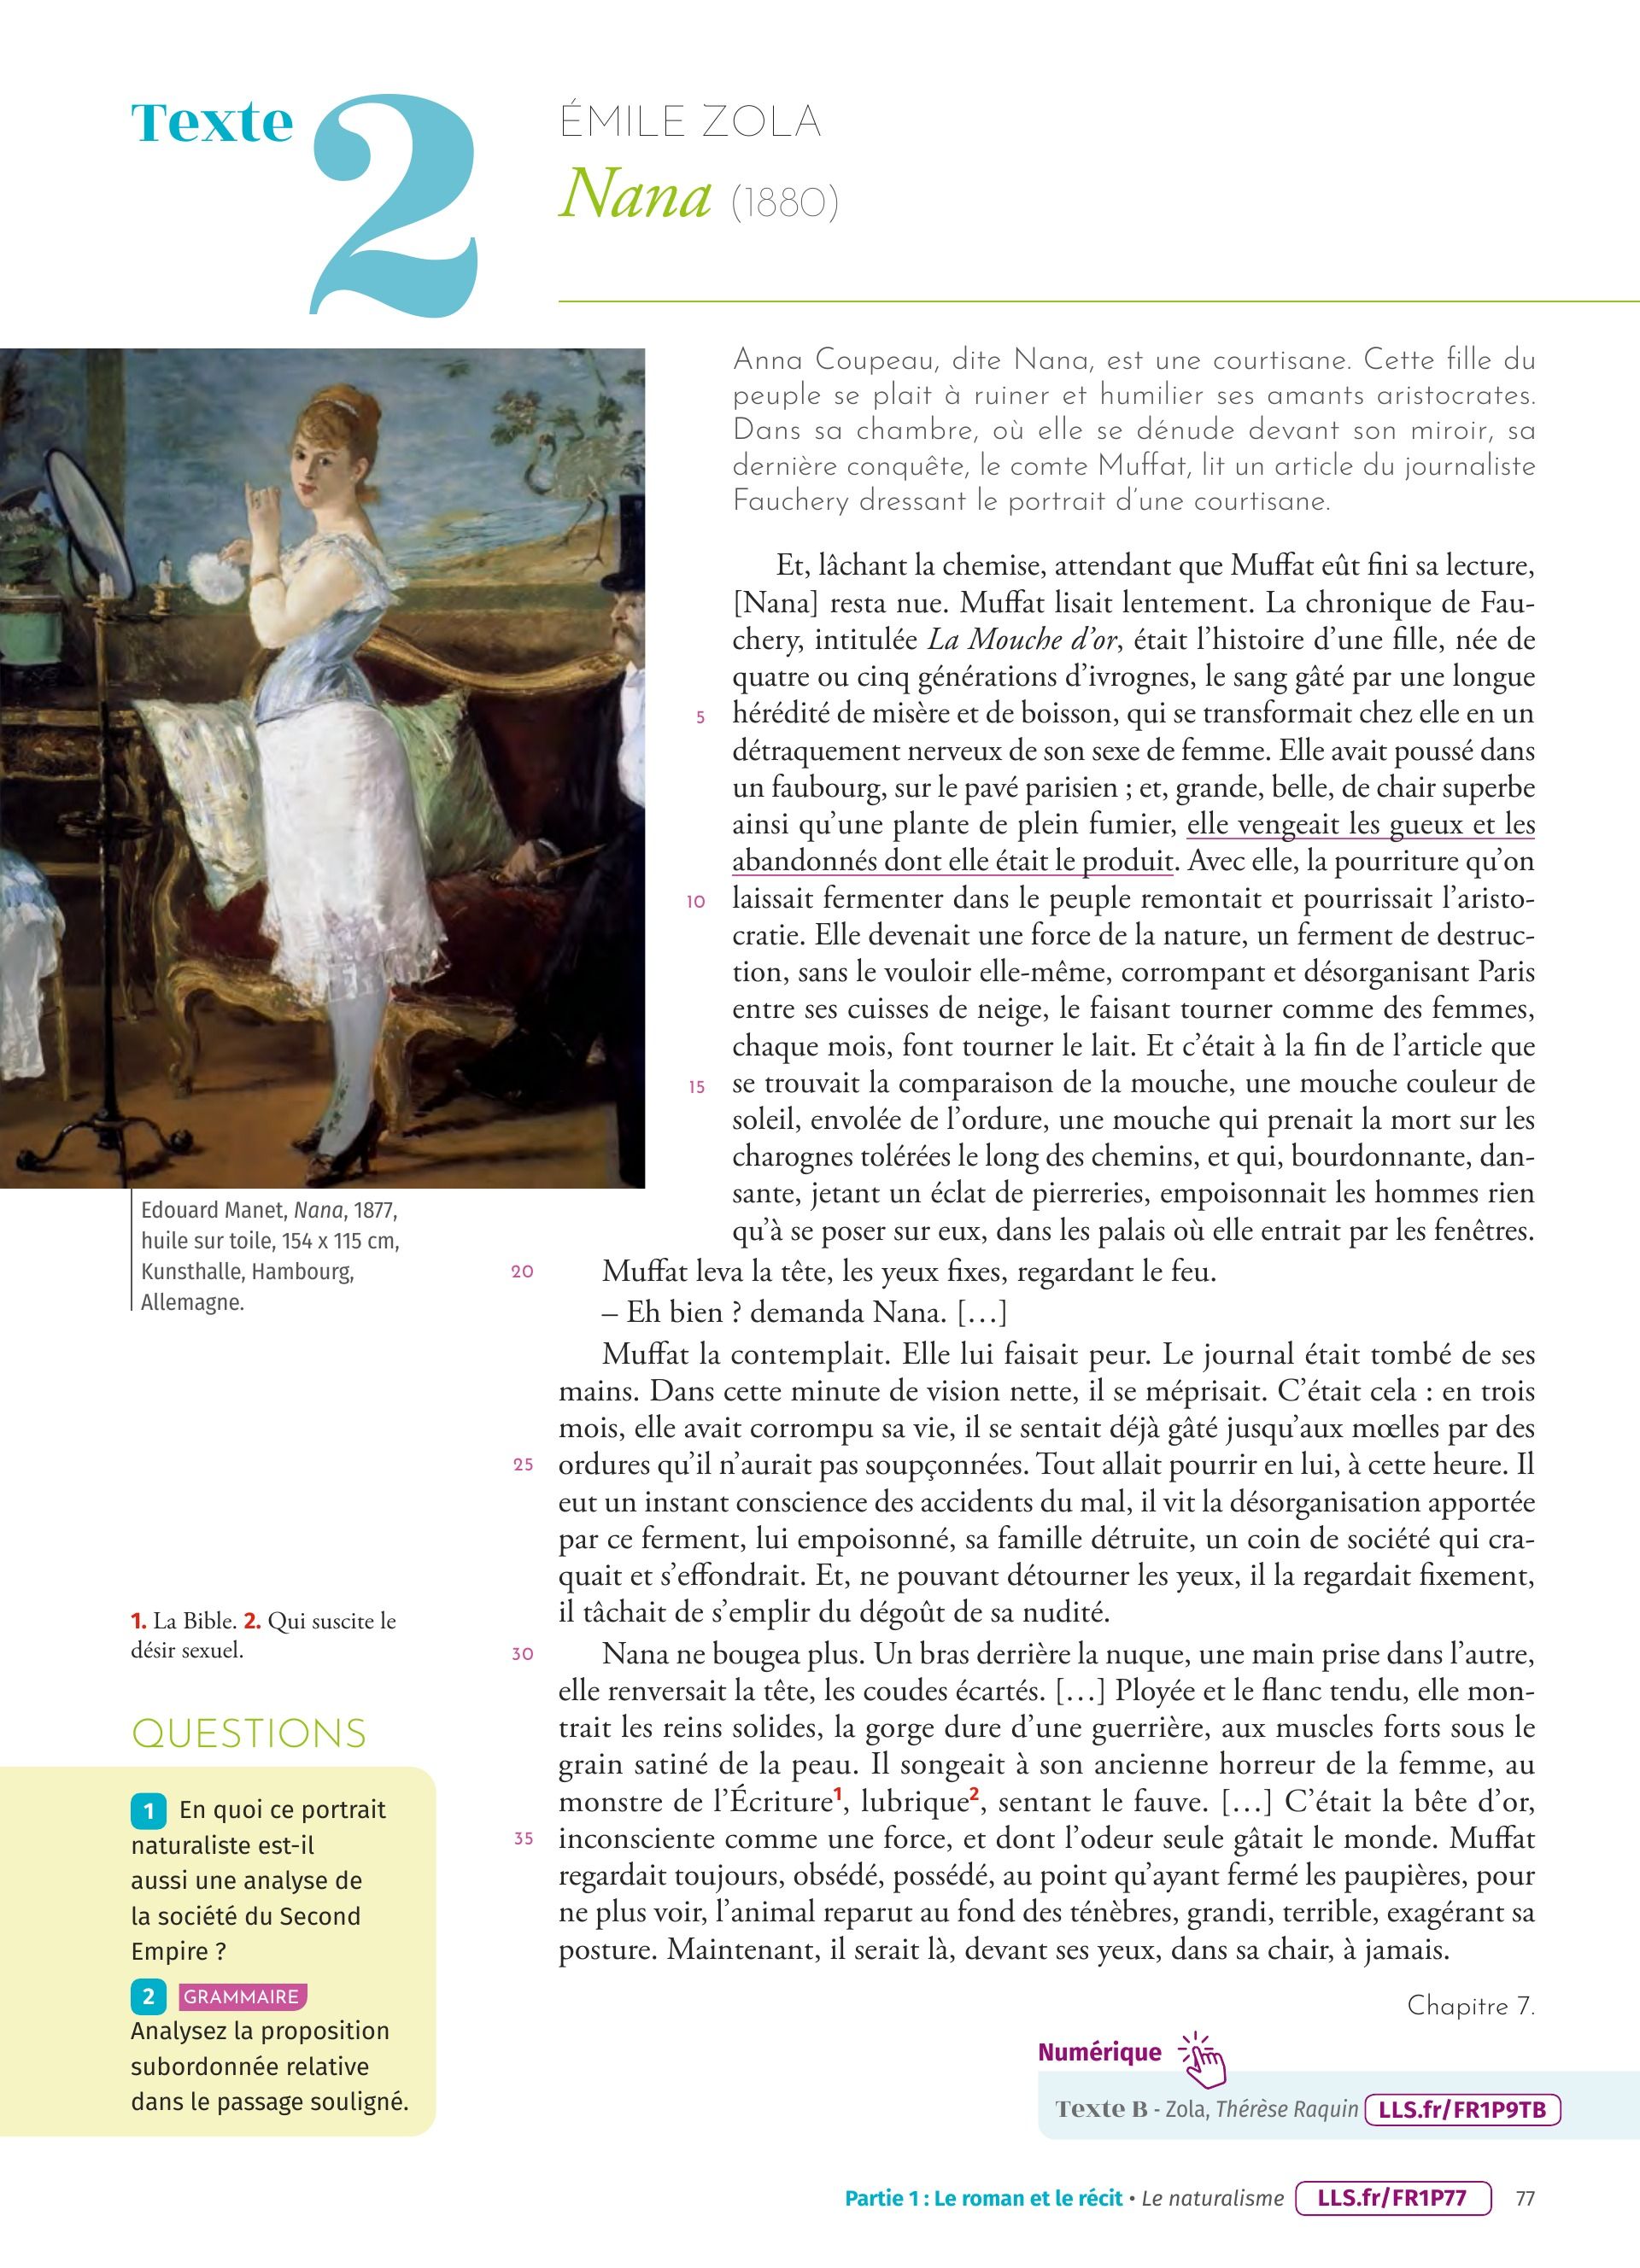 Texte 2
ÉMILE ZOLA
Nana (1880)
Anna Coupeau, dite Nana, est une courtisane. Cette fille du
peuple se plait à ruiner et humilier ses amants aristocrates.
Dans sa chambre, où elle se dénude devant son miroir, sa
dernière conquête, le comte Muffat, lit un article du journaliste
Fauchery dressant le portrait d’une courtisane.
Et, lâchant la chemise, attendant que Muffat eût fini sa lecture,
[Nana] resta nue. Muffat lisait lentement. La chronique de Fau-
chery, intitulée La Mouche d’or, était l’histoire d’une fille, née de
quatre ou cinq générations d’ivrognes, le sang gâté par une longue
5 hérédité de misère et de boisson, qui se transformait chez elle en un
détraquement nerveux de son sexe de femme. Elle avait poussé dans
un faubourg, sur le pavé parisien ; et, grande, belle, de chair superbe
ainsi qu’une plante de plein fumier, elle vengeait les gueux et les
abandonnés dont elle était le produit. Avec elle, la pourriture qu’on
10 laissait fermenter dans le peuple remontait et pourrissait l’aristo-
cratie. Elle devenait une force de la nature, un ferment de destruc-
tion, sans le vouloir elle-même, corrompant et désorganisant Paris
entre ses cuisses de neige, le faisant tourner comme des femmes,
chaque mois, font tourner le lait. Et c’était à la fin de l’article que
15 se trouvait la comparaison de la mouche, une mouche couleur de
soleil, envolée de l’ordure, une mouche qui prenait la mort sur les
charognes tolérées le long des chemins, et qui, bourdonnante, dan-
sante, jetant un éclat de pierreries, empoisonnait les hommes rien
qu’à se poser sur eux, dans les palais où elle entrait par les fenêtres.
20 Muffat leva la tête, les yeux fixes, regardant le feu.
– Eh bien ? demanda Nana. […]
Muffat la contemplait. Elle lui faisait peur. Le journal était tombé de ses
mains. Dans cette minute de vision nette, il se méprisait. C’était cela : en trois
mois, elle avait corrompu sa vie, il se sentait déjà gâté jusqu’aux mœlles par des
25 ordures qu’il n’aurait pas soupçonnées. Tout allait pourrir en lui, à cette heure. Il
eut un instant conscience des accidents du mal, il vit la désorganisation apportée
par ce ferment, lui empoisonné, sa famille détruite, un coin de société qui cra-
quait et s’effondrait. Et, ne pouvant détourner les yeux, il la regardait fixement,
il tâchait de s’emplir du dégoût de sa nudité.
30 Nana ne bougea plus. Un bras derrière la nuque, une main prise dans l’autre,
elle renversait la tête, les coudes écartés. […] Ployée et le flanc tendu, elle mon-
trait les reins solides, la gorge dure d’une guerrière, aux muscles forts sous le
grain satiné de la peau. Il songeait à son ancienne horreur de la femme, au
monstre de l’Écriture1, lubrique2, sentant le fauve. […] C’était la bête d’or,
35 inconsciente comme une force, et dont l’odeur seule gâtait le monde. Muffat
regardait toujours, obsédé, possédé, au point qu’ayant fermé les paupières, pour
ne plus voir, l’animal reparut au fond des ténèbres, grandi, terrible, exagérant sa
posture. Maintenant, il serait là, devant ses yeux, dans sa chair, à jamais.
Chapitre 7.
Edouard Manet, Nana, 1877,
huile sur toile, 154 x 115 cm,
Kunsthalle, Hambourg,
Allemagne.
1. La Bible. 2. Qui suscite le
désir sexuel.
QUESTIONS
1 En quoi ce portrait
naturaliste est-il
aussi une analyse de
la société du Second
Empire ?
2 GRAMMAIRE
Analysez la proposition
subordonnée relative
dans le passage souligné.
Numérique
Texte B - Zola, Thérèse Raquin LLS.fr/FR1P9TB
Partie 1 : Le roman et le récit • Le naturalisme LLS.fr/FR1P77 77